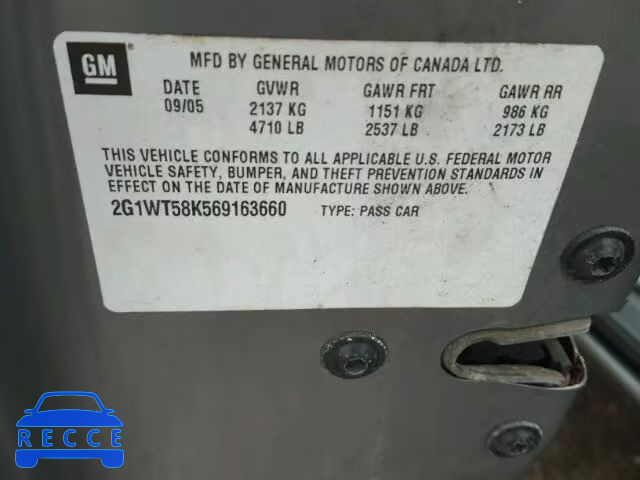 GM
MFD BY GENERAL MOTORS OF CANADA LTD.
DATE GVWR GAWR FRT GAWR RR
09/05 2137 KG 1151 KG 986 KG
4710 LB 2537 LB 2173 LB
THIS VEHICLE CONFORMS TO ALL APPLICABLE U.S. FEDERAL MOTOR
VEHICLE SAFETY, BUMPER, AND THEFT PREVENTION STANDARDS IN
EFFECT ON THE DATE OF MANUFACTURE SHOWN ABOVE.
2G1WT58K569163660 TYPE: PASS CAR
RECCE